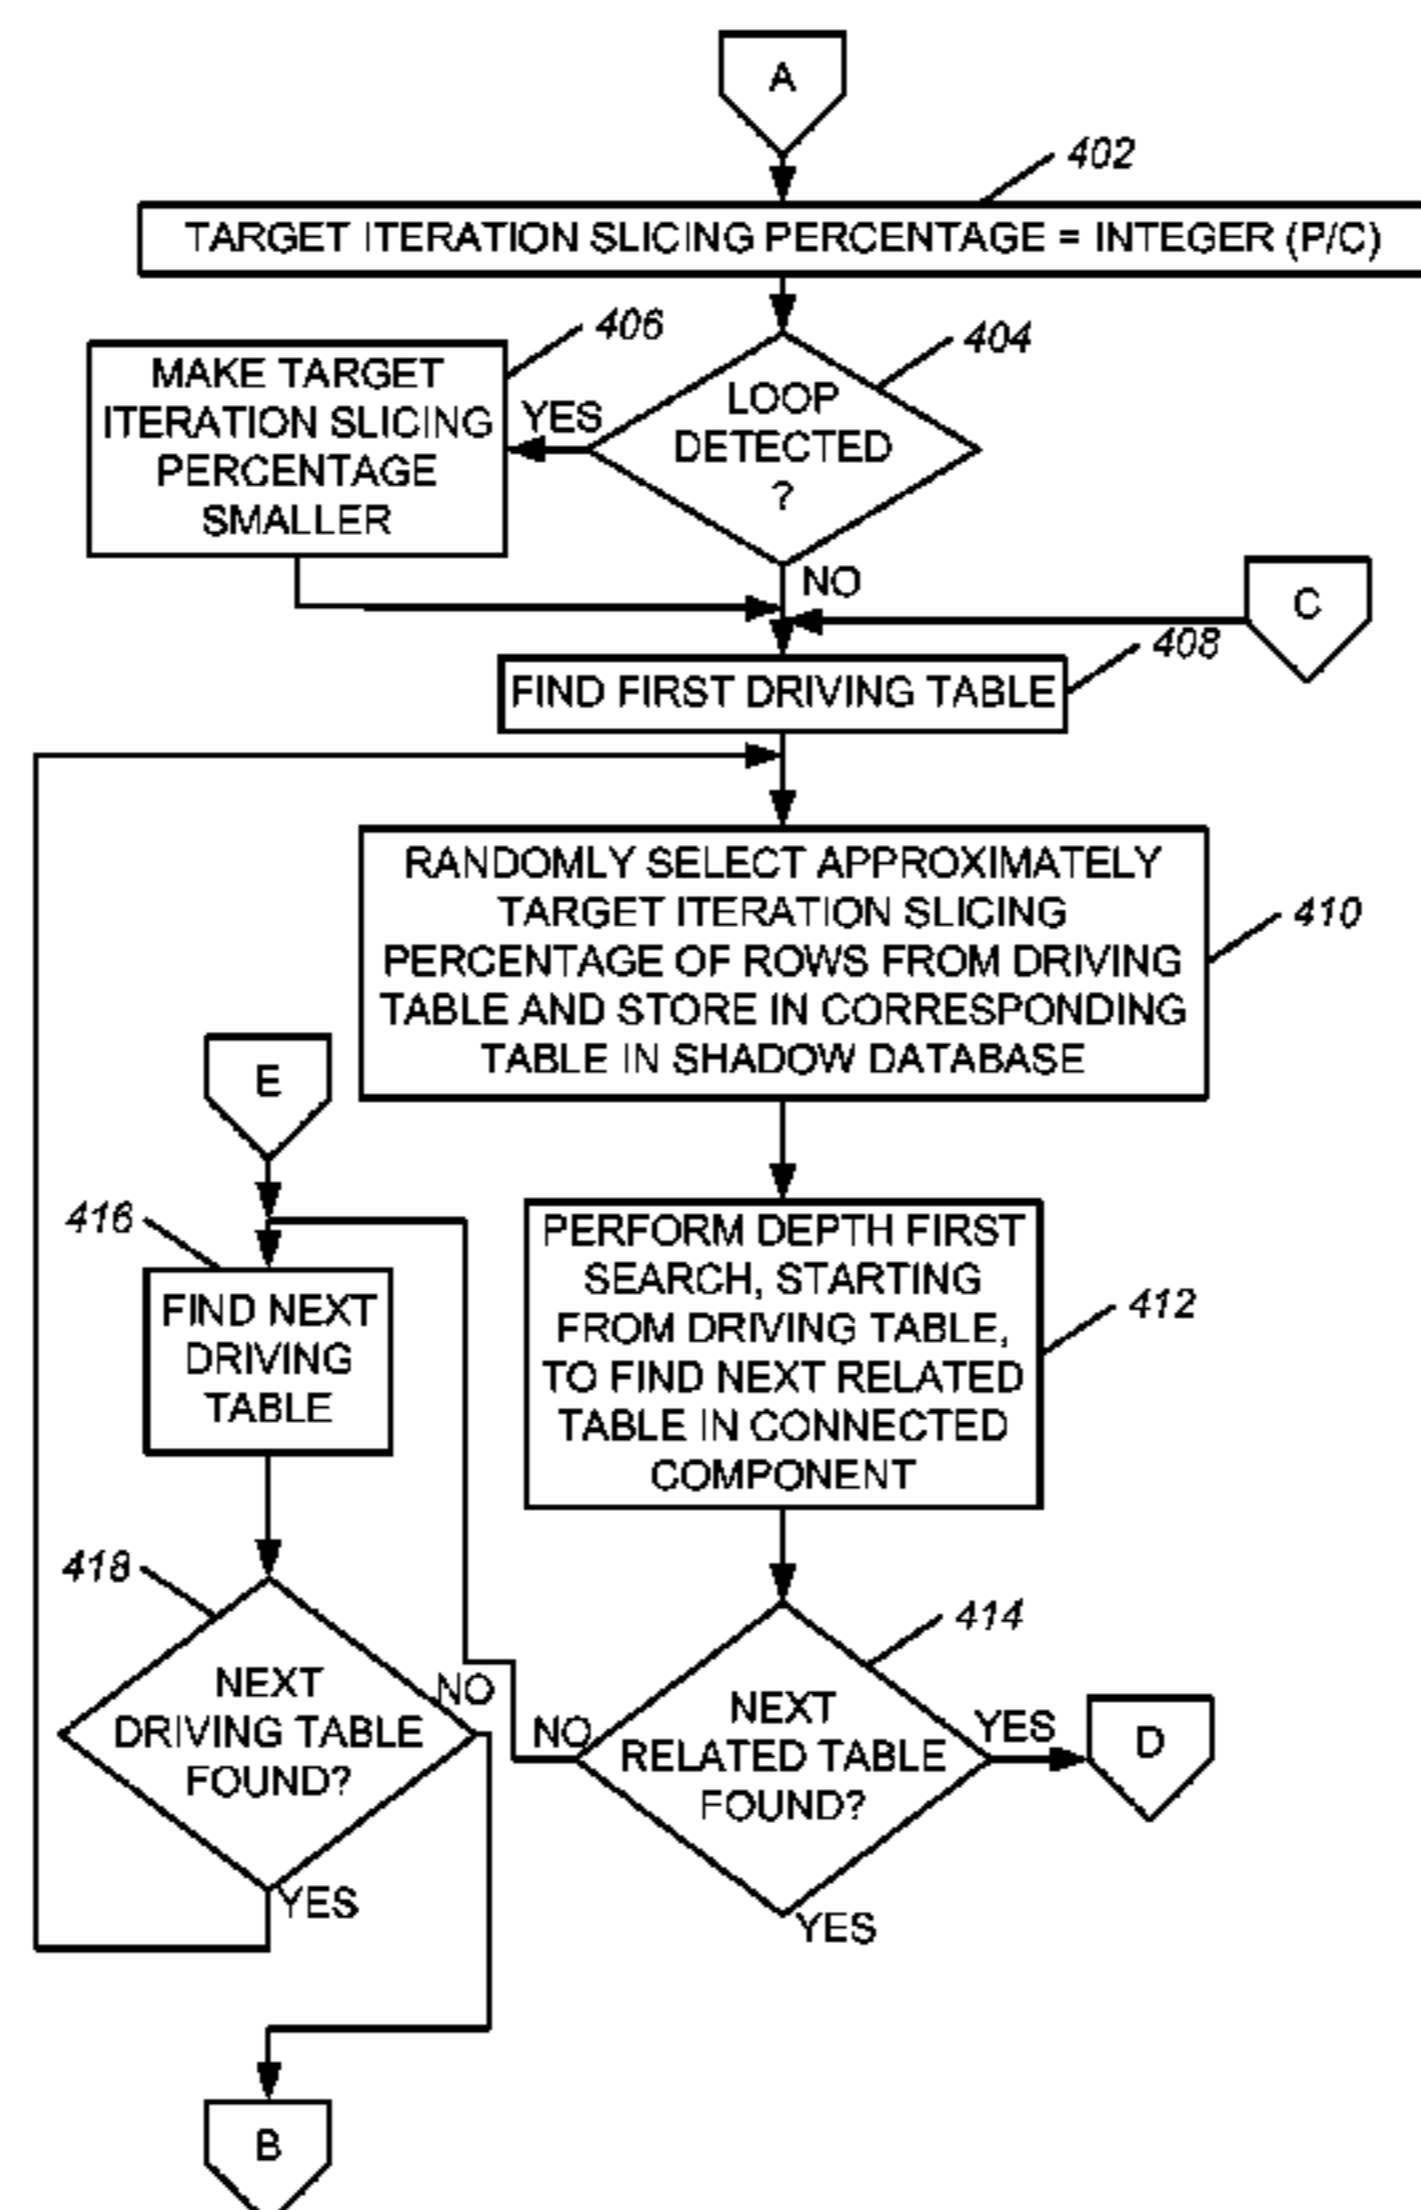 A
402
TARGET ITERATION SLICING PERCENTAGE = INTEGER (P/C)
406
404
MAKE TARGET
ITERATION SLICING
PERCENTAGE
SMALLER
YES
LOOP
DETECTED
?
NO
C
408
FIND FIRST DRIVING TABLE
RANDOMLY SELECT APPROXIMATELY
TARGET ITERATION SLICING
PERCENTAGE OF ROWS FROM DRIVING
TABLE AND STORE IN CORRESPONDING
TABLE IN SHADOW DATABASE
410
E
416
FIND NEXT
DRIVING
TABLE
PERFORM DEPTH FIRST
SEARCH, STARTING
FROM DRIVING TABLE,
TO FIND NEXT RELATED
TABLE IN CONNECTED
COMPONENT
412
418
NEXT
DRIVING TABLE
FOUND?
NO
YES
414
NO
NEXT
RELATED TABLE
FOUND?
YES
D
YES
B